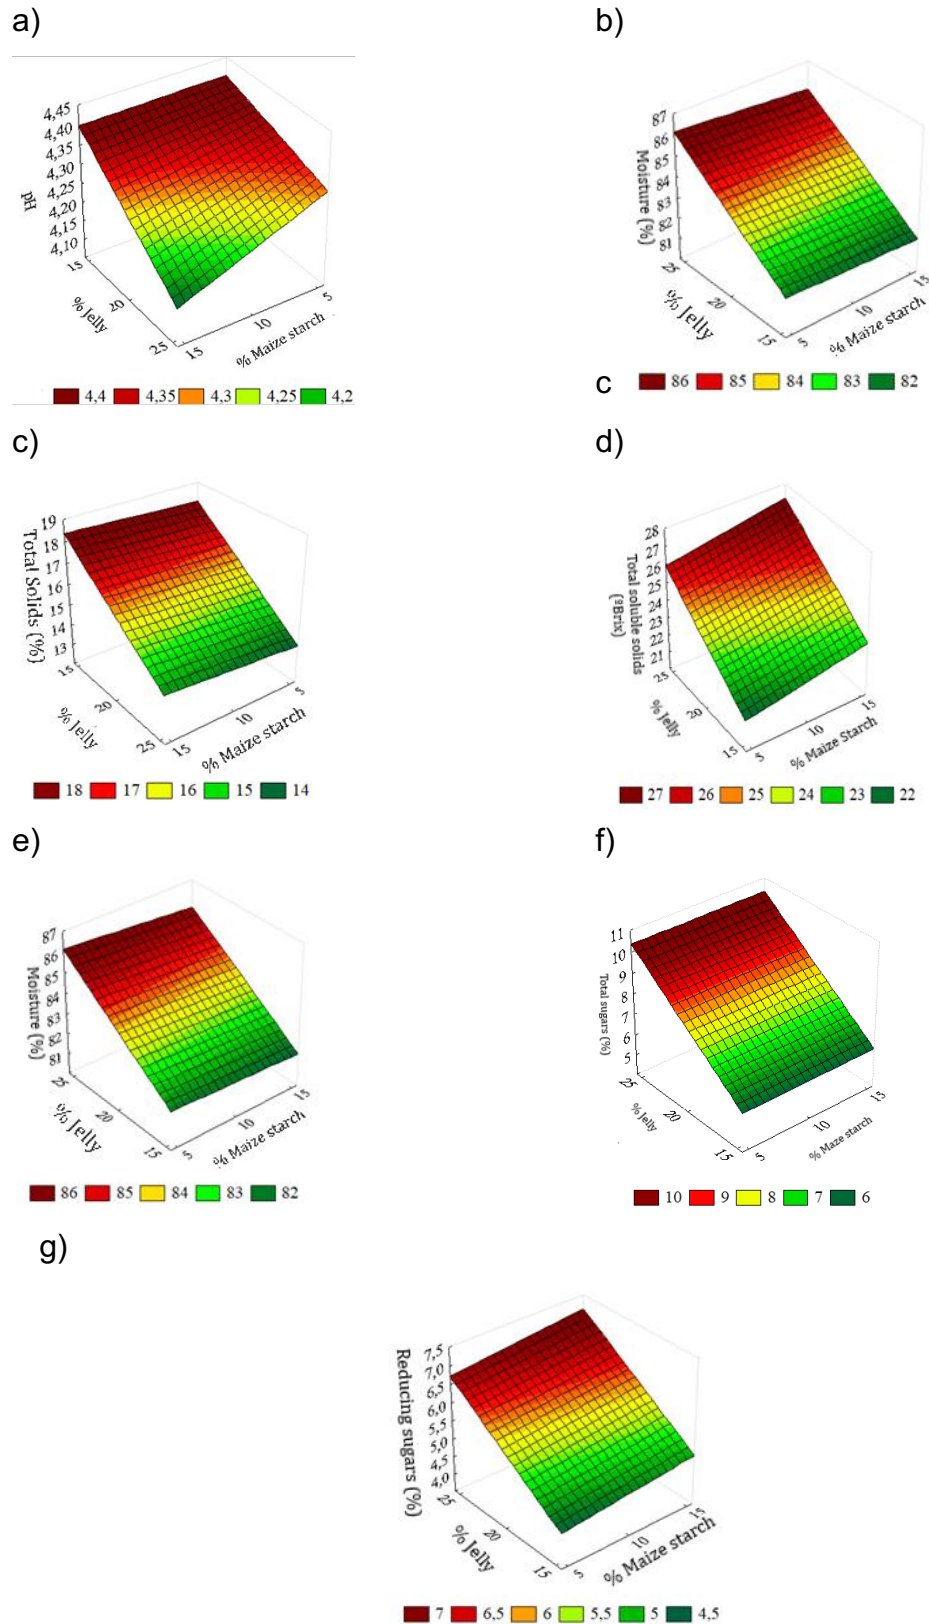 a)
4,45
4,40
4,35
4,30
4,25
4,20
4,15
4,10
pH
15
20
25
% Jelly
15
10
5
% Maize starch
4,4 4,35 4,3 4,25 4,2
b)
87
86
85
84
83
82
81
Moisture (%)
25
20
15
% Jelly
5
10
15
% Maize starch
c
86 85 84 83 82
c)
19
18
17
16
15
14
13
Total Solids (%)
15
20
25
% Jelly
15
10
5
% Maize starch
18 17 16 15 14
d)
28
27
26
25
24
23
22
21
Total soluble solids
(ºBrix)
25
20
15
% Jelly
5
10
15
% Maize Starch
27 26 25 24 23 22
e)
87
86
85
84
83
82
81
Moisture (%)
25
20
15
% Jelly
5
10
15
% Maize starch
86 85 84 83 82
f)
11
10
9
8
7
6
5
Total sugars (%)
25
20
15
% Jelly
5
10
15
% Maze starch
10 9 8 7 6
g)
7,5
7,0
6,5
6,0
5,5
5,0
4,5
4,0
Reducing sugars (%)
25
20
15
% Jelly
5
10
15
% Maize starch
7 6,5 6 5,5 5 4,5